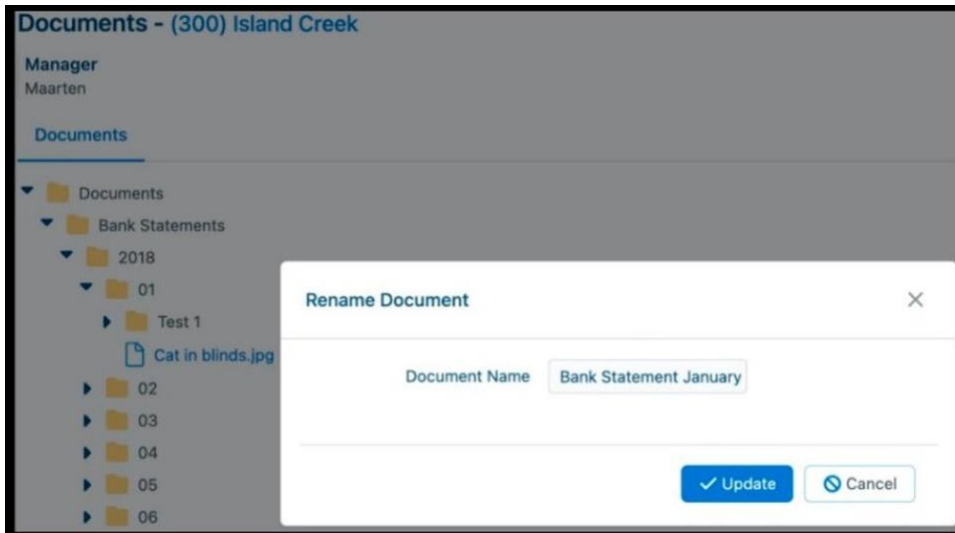 Documents - (300) Island Creek
Manager
Maarten
Documents
Documents
Bank Statements
2018
01
Test 1
Cat in blinds.jpg
02
03
04
05
06
Rename Document
Document Name Bank Statement January
Update Cancel